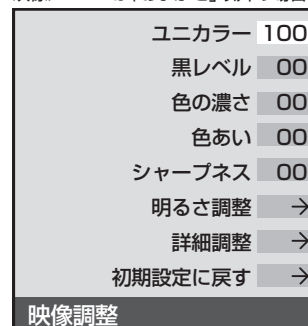 ユニカラー 100
黒レベル 00
色の濃さ 00
色あい 00
シャープネス 00
明るさ調整 →
詳細調整 →
初期設定に戻す →
映像調整